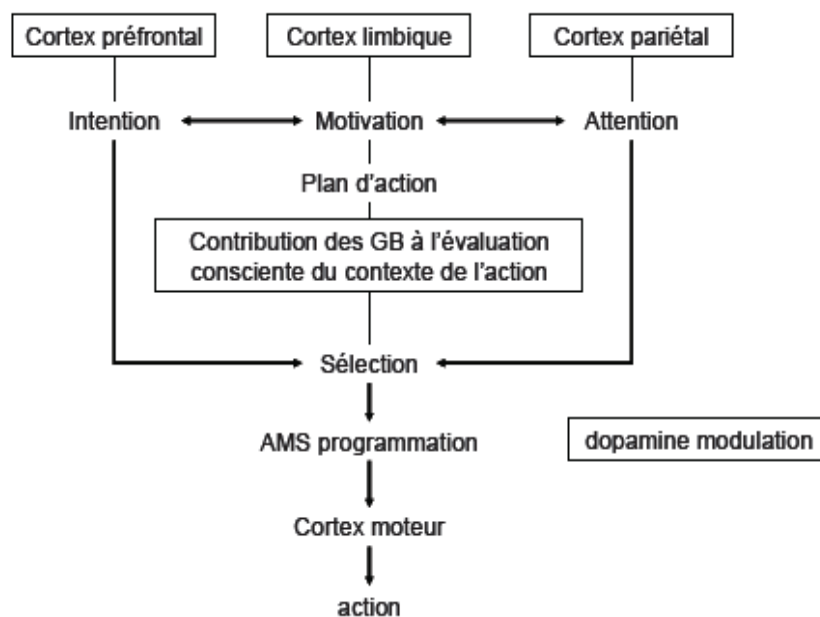 Cortex préfrontal
Cortex limbique
Cortex pariétal
Intention
Motivation
Attention
Plan d'action
Contribution des GB à l'évaluation
consciente du contexte de l'action
Sélection
AMS programmation
dopamine modulation
Cortex moteur
action